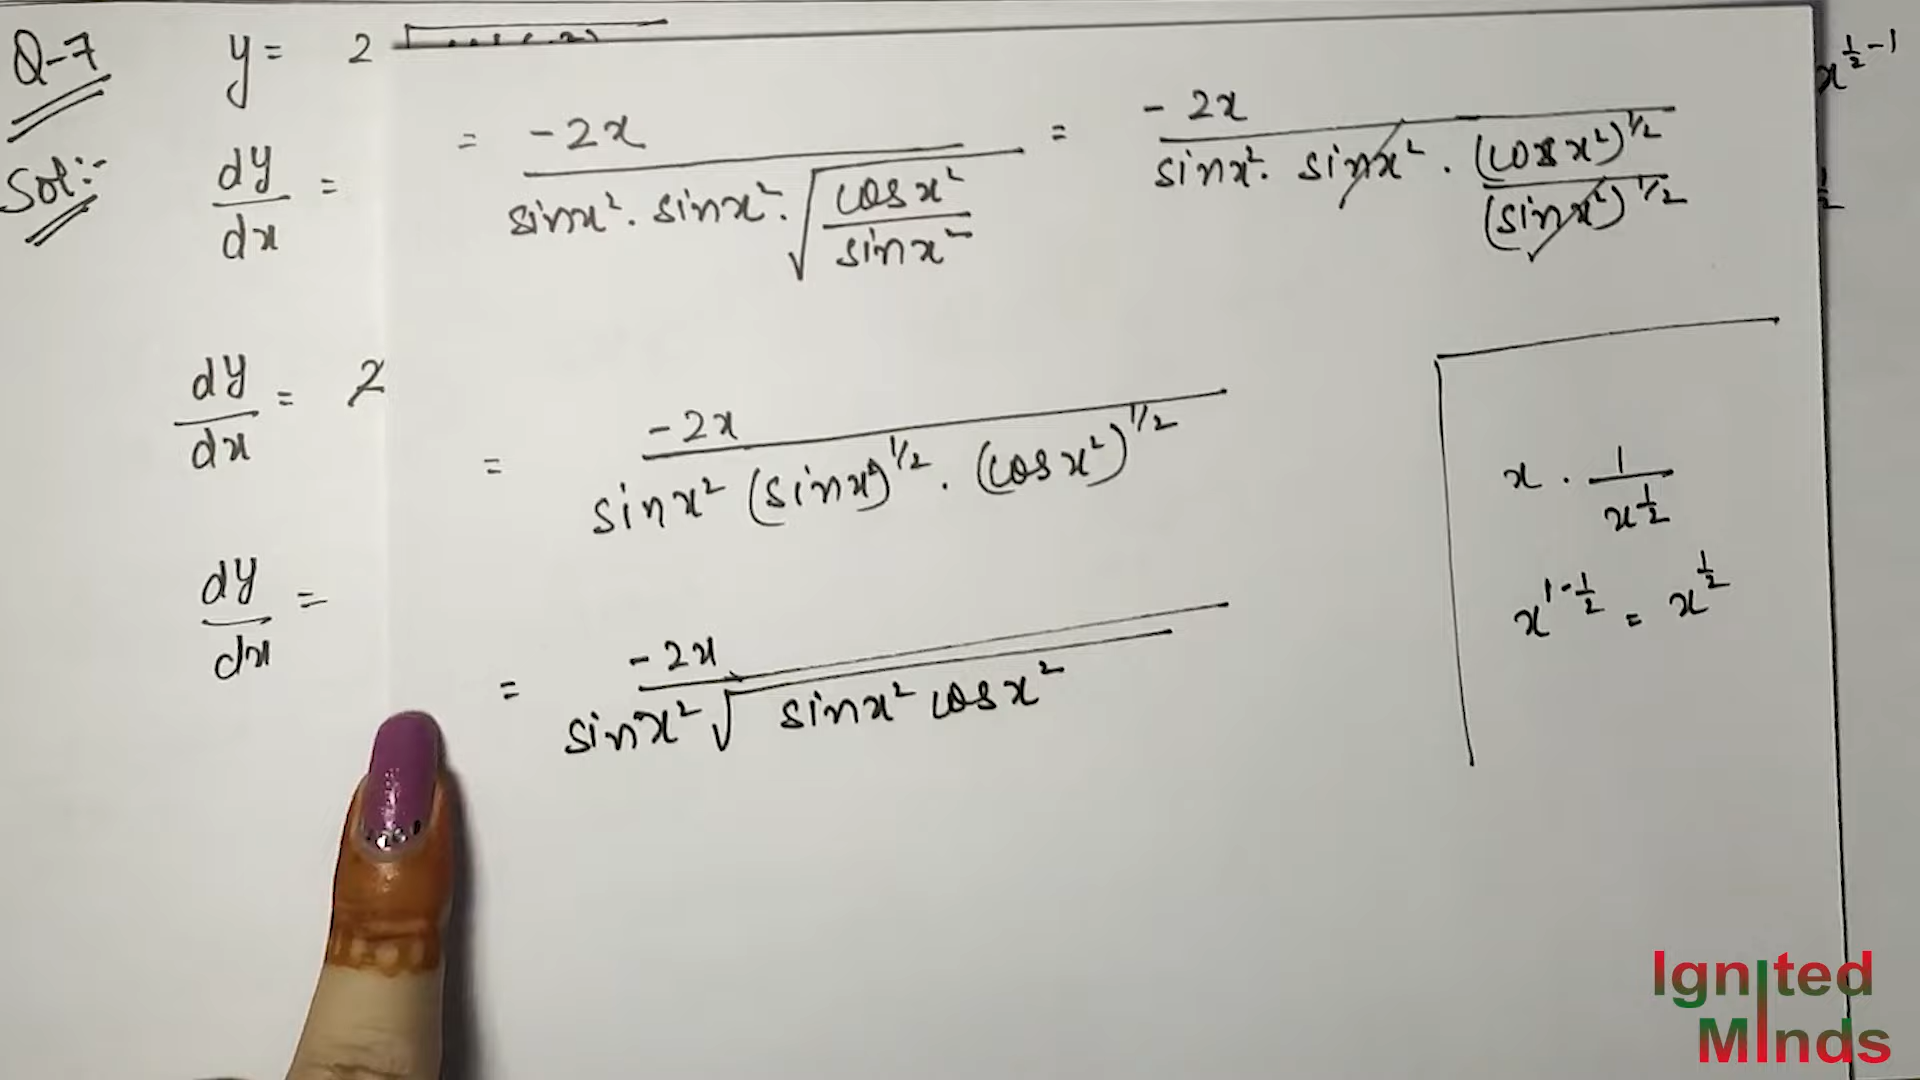 Q-7 y = 2
x^{1/2 - 1}
Sol:- dy/dx =
= -2x / (sinx² . sinx² . √(cosx² / sinx²)) = -2x / (sinx² . sinx² . (cosx²)^{1/2} / (sinx²)^{1/2})
1/2
dy/dx = 2
= -2x / (sinx² (sinx²)^{1/2} . (cosx²)^{1/2})
x . 1 / x^{1/2}
x^{1 - 1/2} = x^{1/2}
dy/dx =
= -2x / (sinx² √(sinx² cosx²))
Ignited
Minds